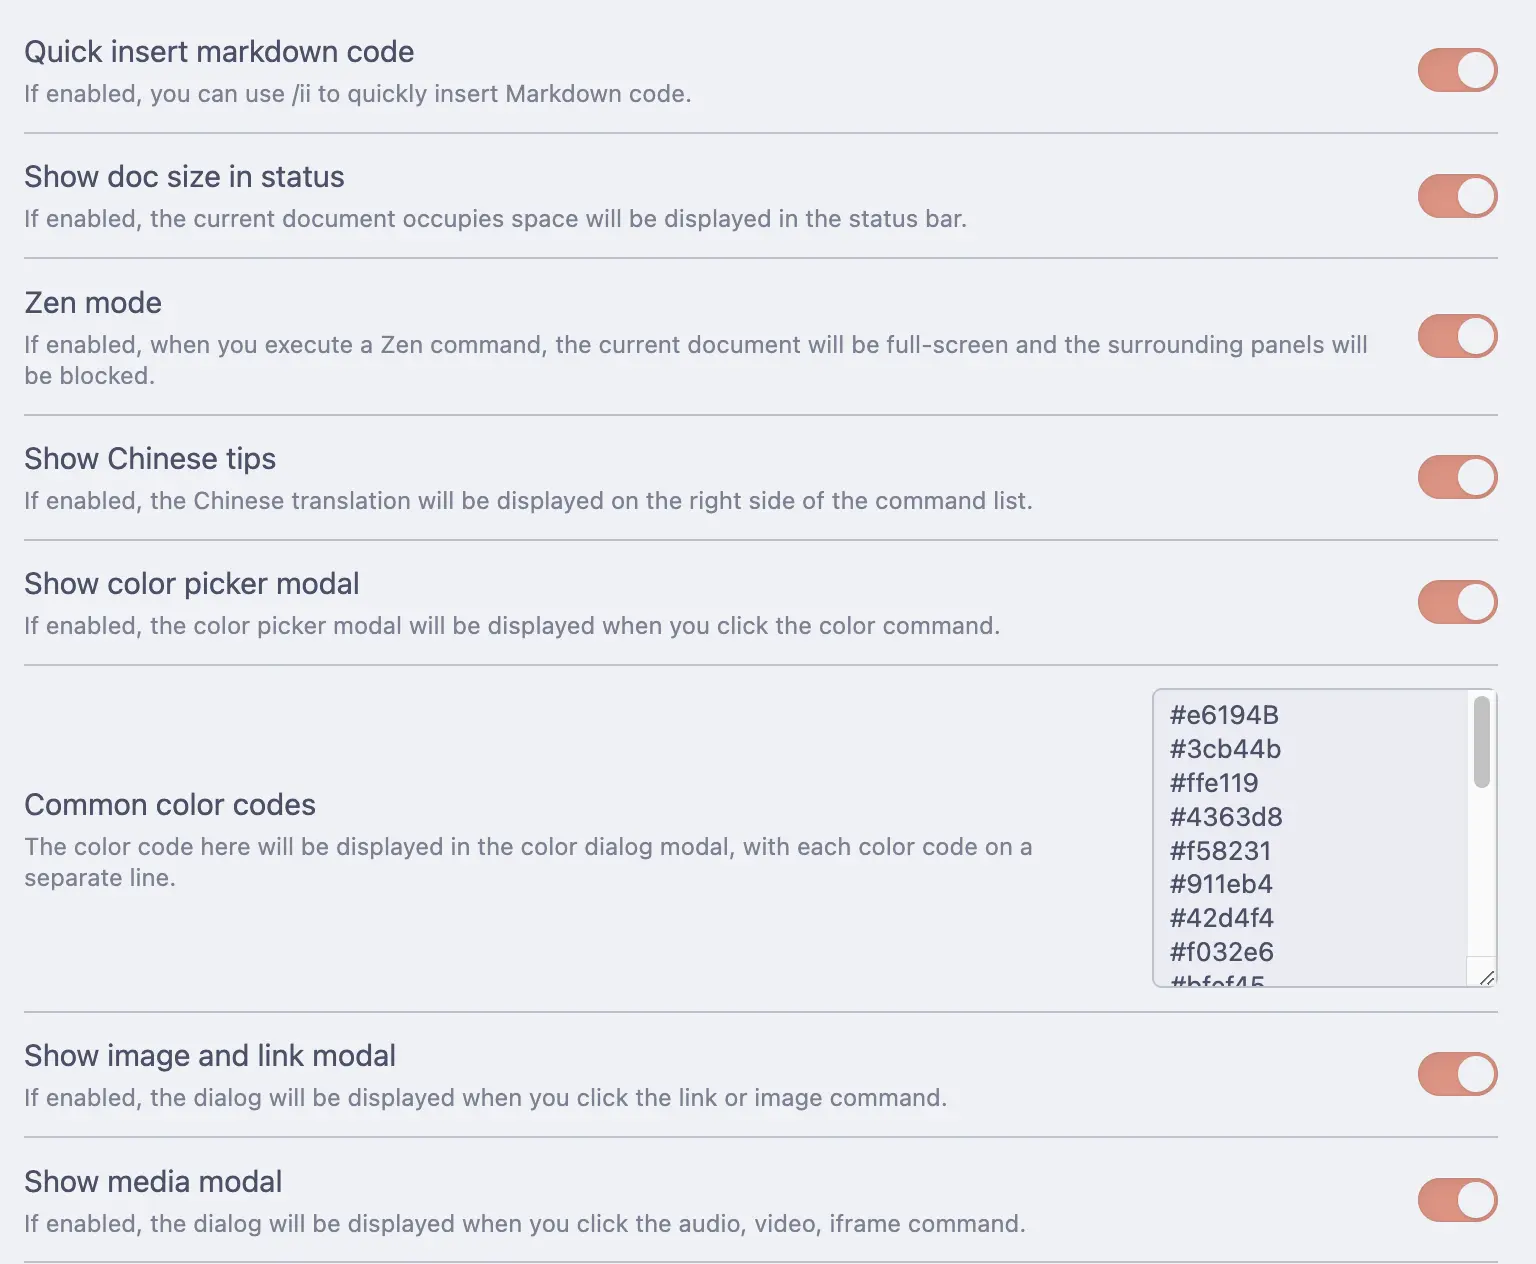 Quick insert markdown code
If enabled, you can use /ii to quickly insert Markdown code.
Show doc size in status
If enabled, the current document occupies space will be displayed in the status bar.
Zen mode
If enabled, when you execute a Zen command, the current document will be full-screen and the surrounding panels will
be blocked.
Show Chinese tips
If enabled, the Chinese translation will be displayed on the right side of the command list.
Show color picker modal
If enabled, the color picker modal will be displayed when you click the color command.
Common color codes
The color code here will be displayed in the color dialog modal, with each color code on a
separate line.
#e6194B
#3cb44b
#ffe119
#4363d8
#f58231
#911eb4
#42d4f4
#f032e6
#bfef45
Show image and link modal
If enabled, the dialog will be displayed when you click the link or image command.
Show media modal
If enabled, the dialog will be displayed when you click the audio, video, iframe command.